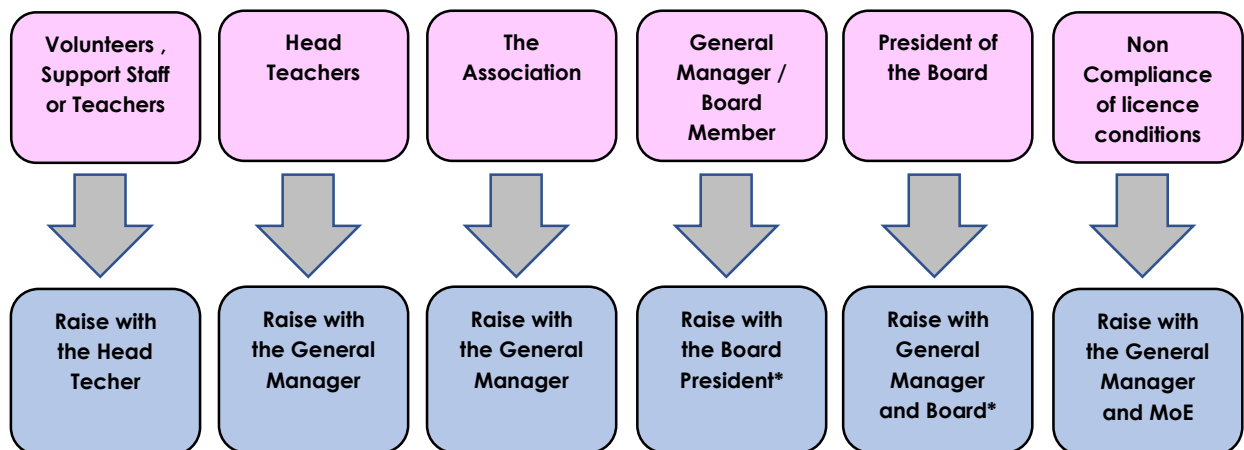 Volunteers ,
Support Staff
or Teachers
Head
Teachers
The
Association
General
Manager /
Board
Member
President of
the Board
Non
Compliance
of licence
conditions
Raise with
the Head
Techer
Raise with
the General
Manager
Raise with
the General
Manager
Raise with
the Board
President*
Raise with
General
Manager
and Board*
Raise with
the General
Manager
and MoE